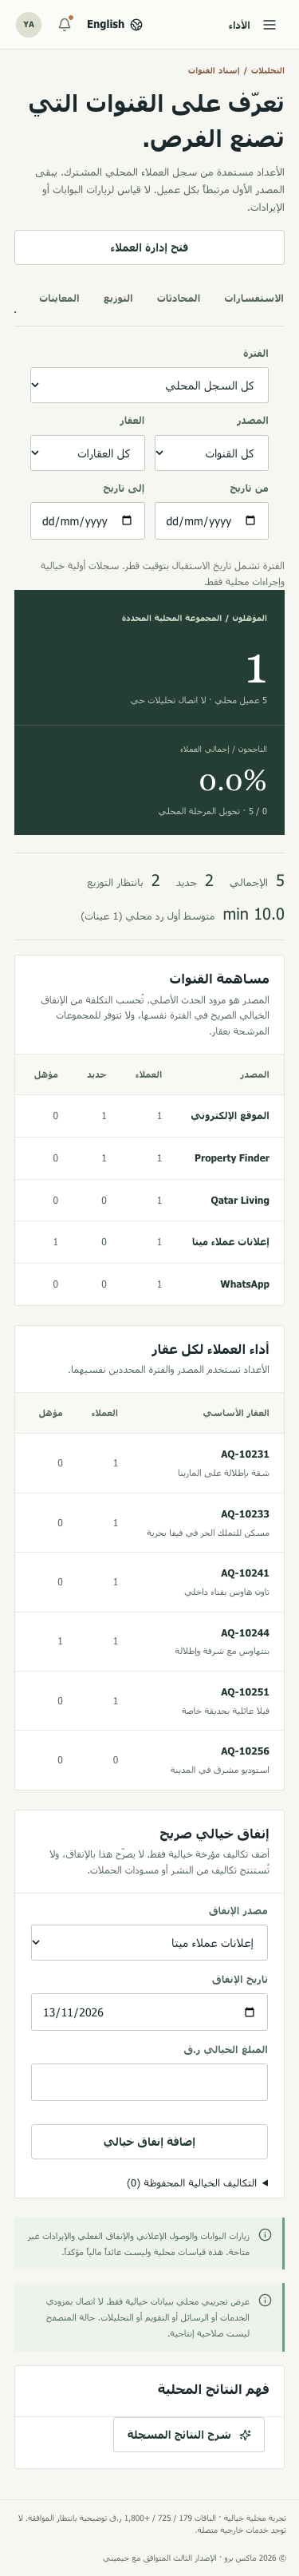 الأداء
English
YA
التحليلات / إسناد القنوات
تعرّف على القنوات التي
تصنع الفرص.
الأعداد مستمدة من سجل العملاء المحلي المشترك. يبقى
المصدر الأول مرتبطاً بكل عميل. لا قياس لزيارات البوابات أو
الإيرادات.
فتح إدارة العملاء
الاستفسارات
المحادثات
التوزيع
المعاينات
الفترة
كل السجل المحلي
المصدر
العقار
كل القنوات
كل العقارات
من تاريخ
إلى تاريخ
dd/mm/yyyy
dd/mm/yyyy
الفترة تشمل تاريخ الاستقبال بتوقيت قطر. سجلات أولية خيالية
وإجراءات محلية فقط.
المؤهلون / المجموعة المحلية المحددة
1
5 عميل محلي · لا اتصال تحليلات حي
الناجحون / إجمالي العملاء
0.0%
0 / 5 · تحويل المرحلة المحلي
5 الإجمالي
2 جديد
2 بانتظار التوزيع
10.0 min متوسط أول رد محلي (1 عينات)
مساهمة القنوات
المصدر هو مزود الحدث الأصلي. تُحسب التكلفة من الإنفاق
الخيالي الصريح في الفترة نفسها، ولا تتوفر للمجموعات
المرشحة بعقار.
المصدر
العملاء
جديد
مؤهل
الموقع الإلكتروني 1 1 0
Property Finder 1 1 0
Qatar Living 1 0 0
إعلانات عملاء ميتا 1 0 1
WhatsApp 1 0 0
أداء العملاء لكل عقار
الأعداد تستخدم المصدر والفترة المحددين نفسيهما.
العقار الأساسي
العملاء
مؤهل
AQ-10231
شقة بإطلالة على المارينا
1 0
AQ-10233
مسكن للتملك الحر في فيفا بحرية
1 0
AQ-10241
تاون هاوس بفناء داخلي
1 0
AQ-10244
بنتهاوس مع شرفة وإطلالة
1 1
AQ-10251
فيلا عائلية بحديقة خاصة
1 0
AQ-10256
استوديو مشرق في المدينة
0 0
إنفاق خيالي صريح
أضف تكاليف مؤرخة خيالية فقط. لا يصرّح هذا بالإنفاق، ولا
تُستنتج تكاليف من النشر أو مسودات الحملات.
مصدر الإنفاق
إعلانات عملاء ميتا
تاريخ الإنفاق
13/11/2026
المبلغ الخيالي ر.ق
إضافة إنفاق خيالي
التكاليف الخيالية المحفوظة (0)
زيارات البوابات والوصول الإعلاني والإنفاق الفعلي والإيرادات غير
متاحة. هذه قياسات محلية وليست عائداً مالياً مؤكداً.
عرض تجريبي محلي ببيانات خيالية فقط. لا اتصال بمزودي
الخدمات أو الرسائل أو التقويم أو التحليلات. حالة المتصفح
ليست صلاحية إنتاجية.
فهم النتائج المحلية
شرح النتائج المسجلة
تجربة محلية خيالية · الباقات 179 / 725 / +1,800 ر.ق توضيحية بانتظار الموافقة. لا
توجد خدمات خارجية متصلة.
© 2026 ماكس برو · الإصدار الثالث المتوافق مع جيميني